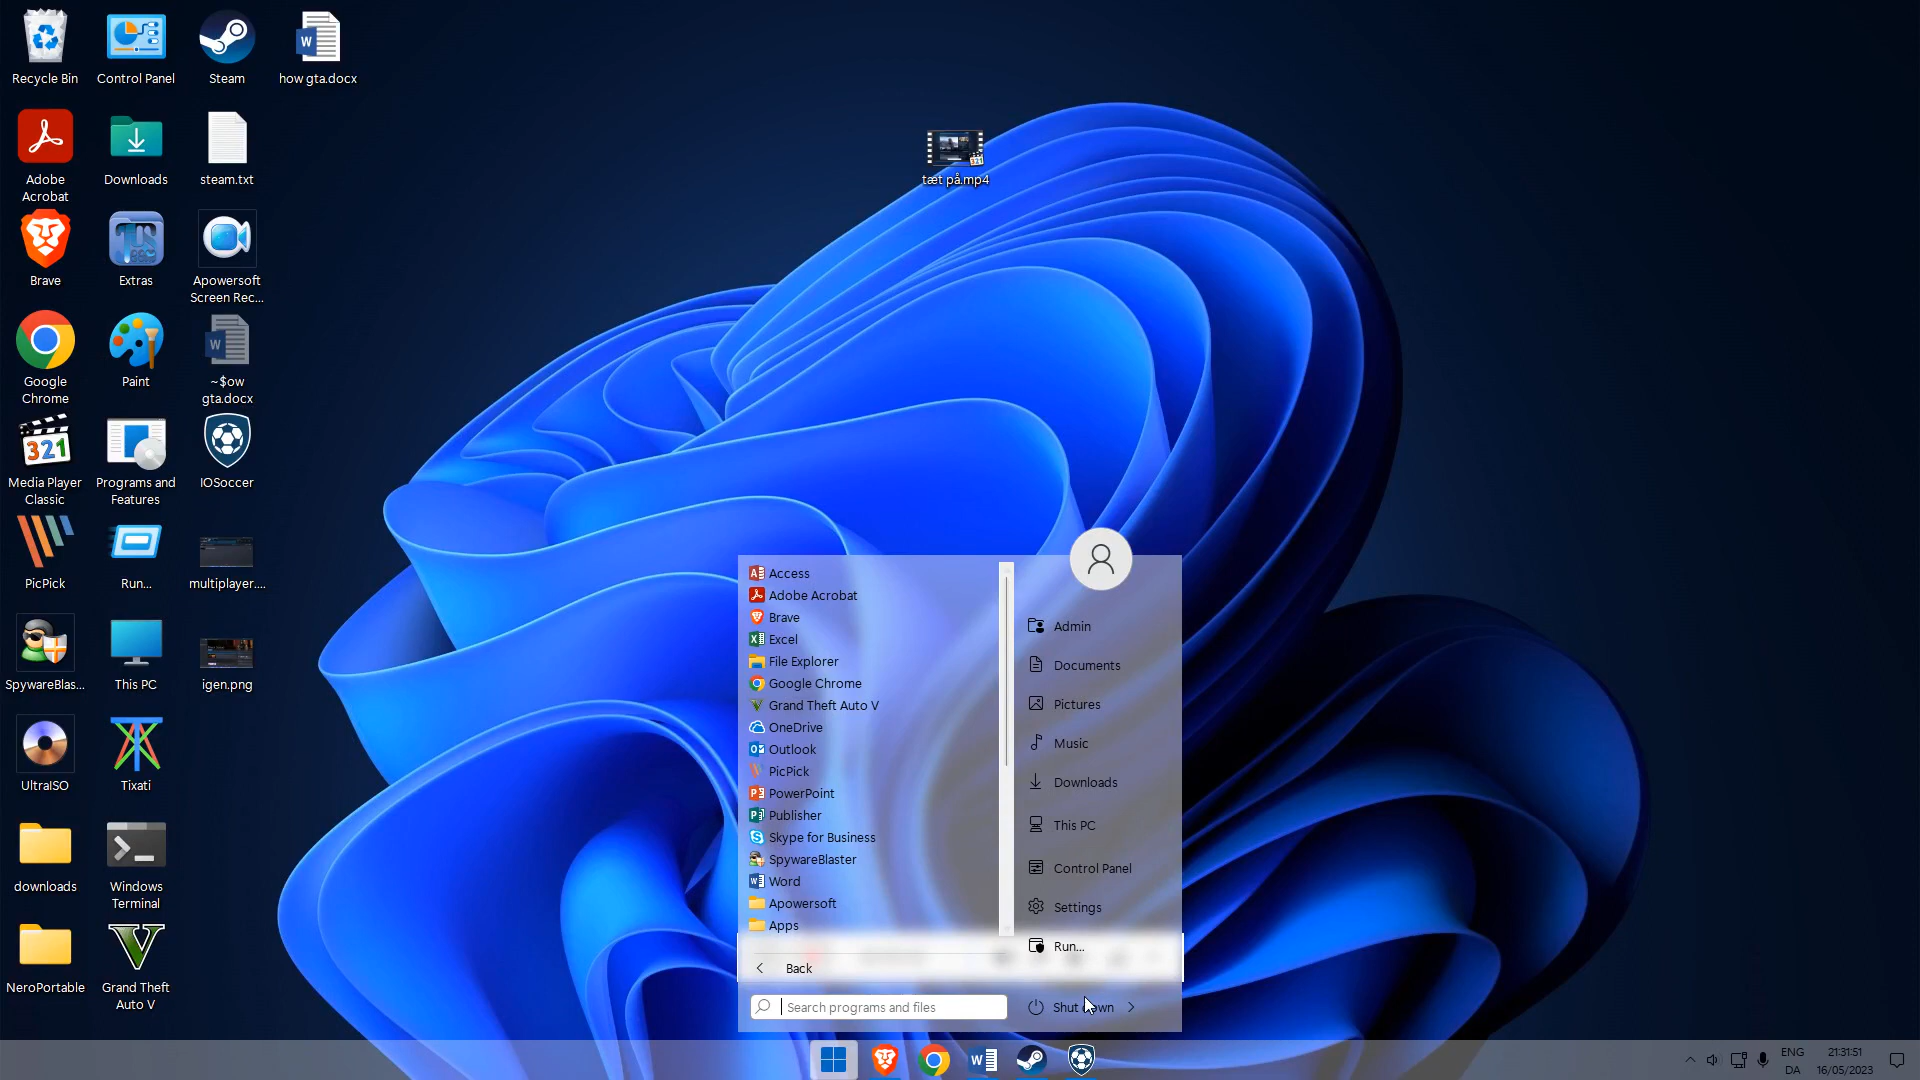 Recycle Bin
Control Panel
Steam
how gta.docx
Adobe
Acrobat
Downloads
steam.txt
tæt på.mp4
Brave
Extras
Apowersoft
Screen Rec...
Google
Chrome
Paint
~$ow
gta.docx
Media Player
Classic
Programs and
Features
IOSoccer
PicPick
Run...
multiplayer....
SpywareBlas...
This PC
igen.png
UltraISO
Tixati
downloads
Windows
Terminal
NeroPortable
Grand Theft
Auto V
Access
Adobe Acrobat
Brave
Excel
File Explorer
Google Chrome
Grand Theft Auto V
OneDrive
Outlook
PicPick
PowerPoint
Publisher
Skype for Business
SpywareBlaster
Word
Apowersoft
Apps
Back
Search programs and files
Admin
Documents
Pictures
Music
Downloads
This PC
Control Panel
Settings
Run...
Shut down
ENG
DA
21:31:51
16/05/2023